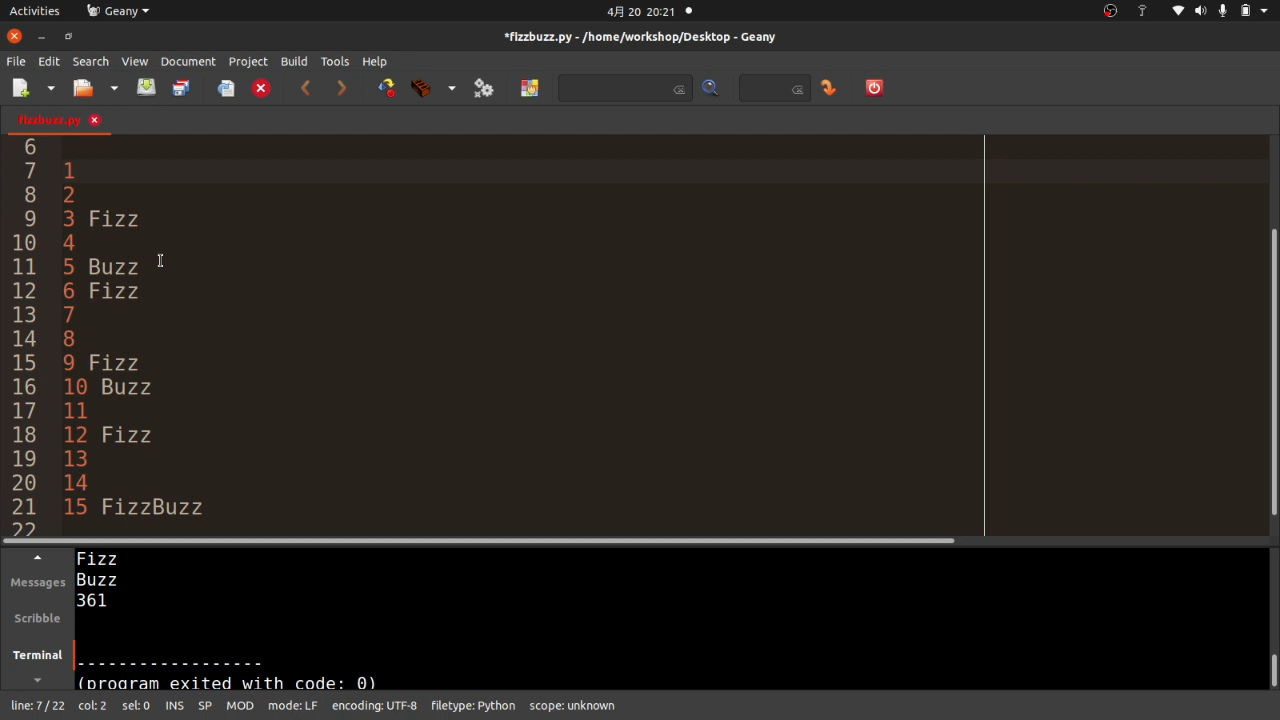 Activities Geany 4月 20 20:21
*fIzzbuzz.py - /home/workshop/Desktop - Geany
File Edit Search View Document Project Build Tools Help
fIzzbuzz.py
6
7 1
8 2
9 3 Fizz
10 4
11 5 Buzz
12 6 Fizz
13 7
14 8
15 9 Fizz
16 10 Buzz
17 11
18 12 Fizz
19 13
20 14
21 15 FizzBuzz
22
Messages
Scribble
Terminal
Fizz
Buzz
361
------------------
(program exited with code: 0)
line: 7 / 22 col: 2 sel: 0 INS SP MOD mode: LF encoding: UTF-8 filetype: Python scope: unknown